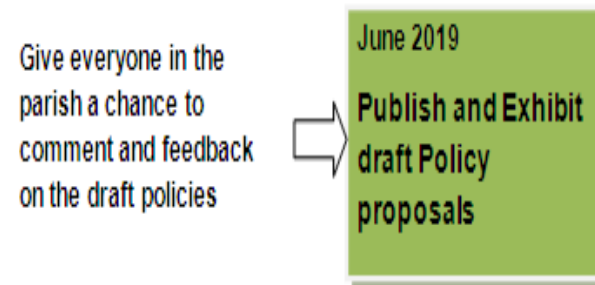 Give everyone in the
parish a chance to
comment and feedback
on the draft policies
June 2019
Publish and Exhibit
draft Policy
proposals